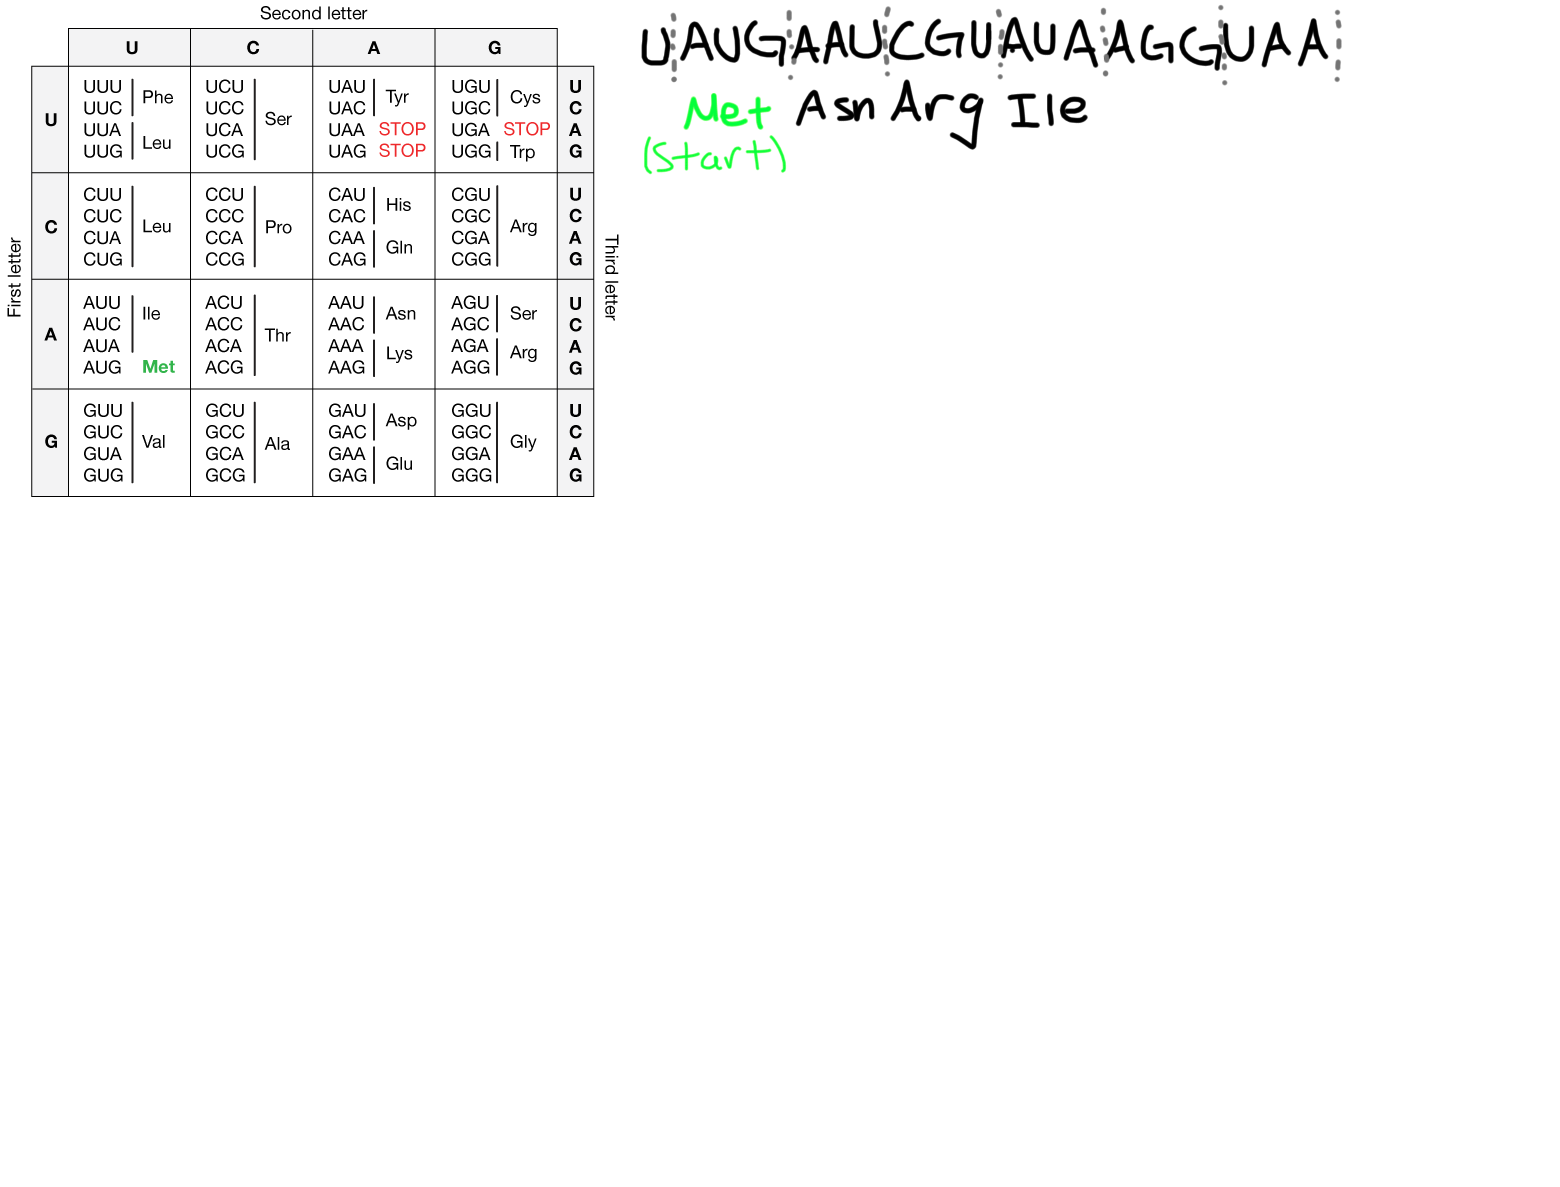 Second letter
U C A G
First letter
U
UUU
UUC
Phe
UUA
UUG
Leu
UCU
UCC
UCA
UCG
Ser
UAU
UAC
Tyr
UAA STOP
UAG STOP
UGU
UGC
Cys
UGA STOP
UGG Trp
U
C
A
G
C
CUU
CUC
CUA
CUG
Leu
CCU
CCC
CCA
CCG
Pro
CAU
CAC
His
CAA
CAG
Gln
CGU
CGC
CGA
CGG
Arg
U
C
A
G
A
AUU
AUC
AUA
Ile
AUG Met
ACU
ACC
ACA
ACG
Thr
AAU
AAC
Asn
AAA
AAG
Lys
AGU
AGC
Ser
AGA
AGG
Arg
U
C
A
G
G
GUU
GUC
GUA
GUG
Val
GCU
GCC
GCA
GCG
Ala
GAU
GAC
Asp
GAA
GAG
Glu
GGU
GGC
GGA
GGG
Gly
U
C
A
G
Third letter
UAUGAAUCGUAUAAGGUAA
Met Asn Arg Ile
(Start)